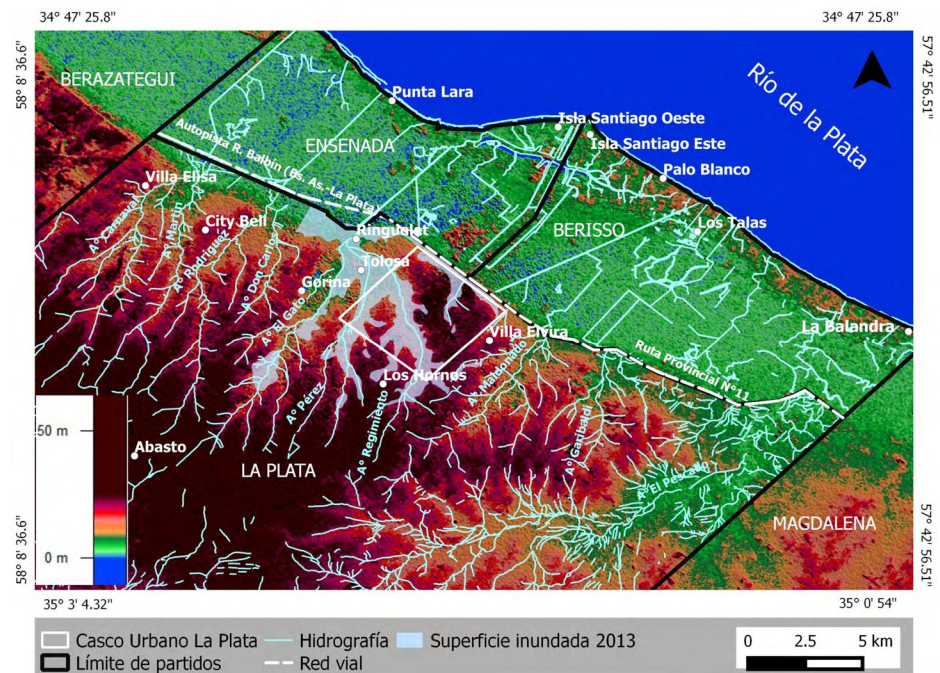 34° 47' 25.8"
34° 47' 25.8"
58° 8' 36.6"
57° 42' 56.51"
BERAZATEGUI
Punta Lara
Río de la Plata
Isla Santiago Oeste
ENSENADA
Isla Santiago Este
Autopista R. Balbín (Bs. As.-La Plata)
Palo Blanco
Villa Elisa
City Bell
Ringuelet
BERISSO
Los Talas
A° Carnaval
A° Martín
A° Rodríguez
A° Don Carlos
Tolosa
Gorina
A° El Gato
La Balandra
Villa Elvira
Ruta Provincial N°11
A° Maldonado
Los Hornos
A° Pérez
A° Regimiento
A° Garibaldi
50 m
Abasto
LA PLATA
A° El Pescado
MAGDALENA
0 m
58° 8' 36.6"
57° 42' 56.51"
35° 3' 4.32"
35° 0' 54"
Casco Urbano La Plata
Hidrografía
Superficie inundada 2013
0 2.5 5 km
Límite de partidos
Red vial